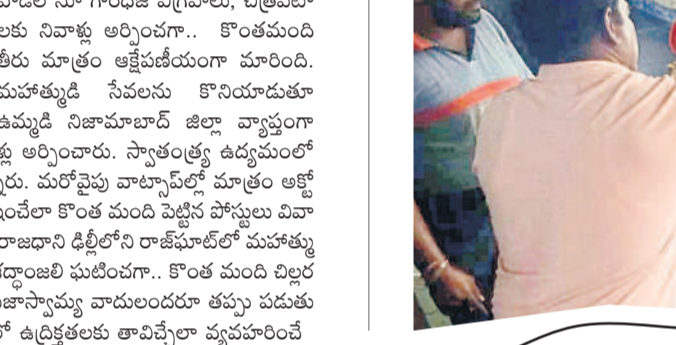 గాంధీజీ విగ్రహాలు, చిత్రపటా
లకు నివాళ్లు అర్పించగా.. కొంతమంది
తీరు మాత్రం ఆక్షేపణీయంగా మారింది.
మహాత్ముడి సేవలను కొనియాడుతూ
ఉమ్మడి నిజామాబాద్ జిల్లా వ్యాప్తంగా
ళ్లు అర్పించారు. స్వాతంత్ర్య ఉద్యమంలో
రు. మరోవైపు వాట్సాప్‌ల్లో మాత్రం అక్టో
ంచేలా కొంత మంది పెట్టిన పోస్టులు వివా
రాజధాని ఢిల్లీలోని రాజ్‌ఘాట్‌లో మహాత్ము
ద్ధాంజలి ఘటించగా.. కొంత మంది చిల్లర
జాస్వామ్య వాదులందరూ తప్పు పడుతు
లో ఉద్రిక్తతలకు తావిచ్చేలా వ్యవహరించే